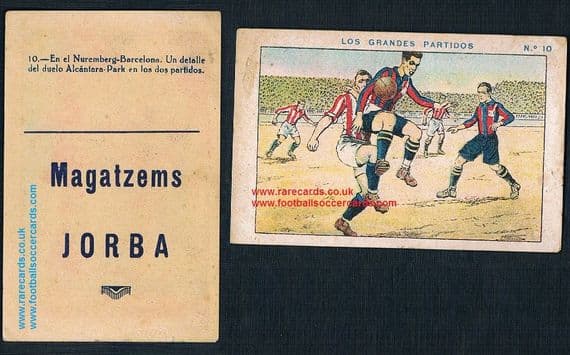 10.—En el Nuremberg-Barcelona. Un detalle
del duelo Alcántara-Park en los dos partidos.
Magatzems
JORBA
www.rarecards.co.uk
www.footballsoccercards.com
LOS GRANDES PARTIDOS N.º 10
www.rarecards.co.uk
www.footballsoccercards.com